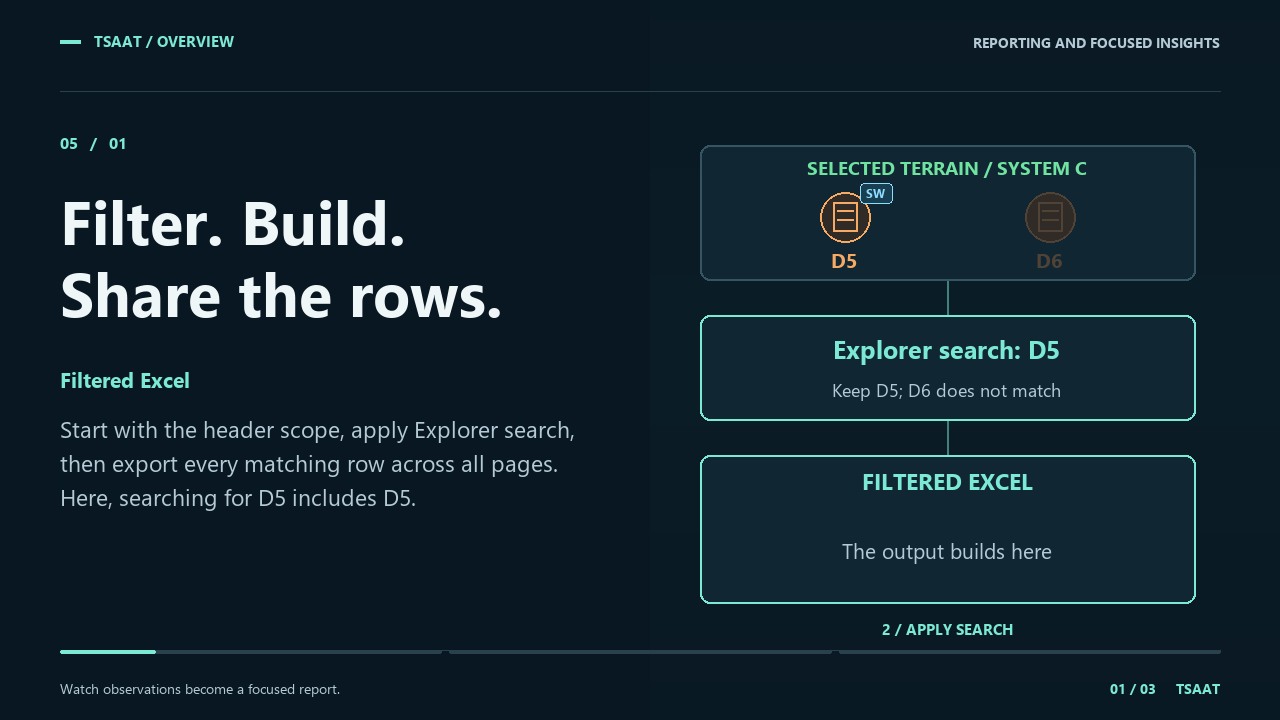 TSAAT / OVERVIEW
REPORTING AND FOCUSED INSIGHTS
05 / 01
Filter. Build.
Share the rows.
Filtered Excel
Start with the header scope, apply Explorer search,
then export every matching row across all pages.
Here, searching for D5 includes D5.
SELECTED TERRAIN / SYSTEM C
SW
D5
D6
Explorer search: D5
Keep D5; D6 does not match
FILTERED EXCEL
The output builds here
2 / APPLY SEARCH
Watch observations become a focused report.
01 / 03 TSAAT